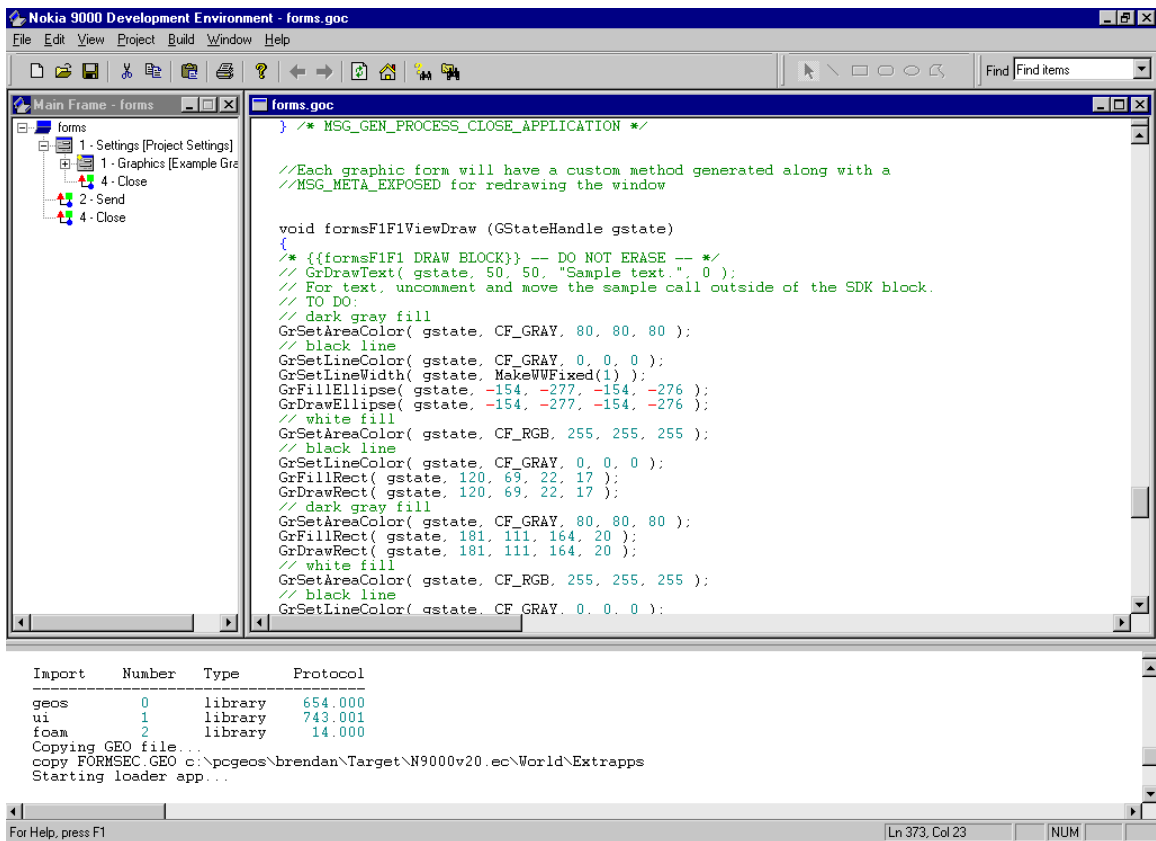 Nokia 9000 Development Environment - forms.goc
File Edit View Project Build Window Help
Find Find items
Main Frame - forms
forms
1 - Settings [Project Settings]
1 - Graphics [Example Gra
4 - Close
2 - Send
4 - Close
forms.goc
} /* MSG_GEN_PROCESS_CLOSE_APPLICATION */
//Each graphic form will have a custom method generated along with a
//MSG_META_EXPOSED for redrawing the window
void formsF1F1ViewDraw (GStateHandle gstate)
{
/* {{formsF1F1 DRAW BLOCK}} -- DO NOT ERASE -- */
// GrDrawText( gstate, 50, 50, "Sample text.", 0 );
// For text, uncomment and move the sample call outside of the SDK block.
// TO DO:
// dark gray fill
GrSetAreaColor( gstate, CF_GRAY, 80, 80, 80 );
// black line
GrSetLineColor( gstate, CF_GRAY, 0, 0, 0 );
GrSetLineWidth( gstate, MakeWWFixed(1) );
GrFillEllipse( gstate, -154, -277, -154, -276 );
GrDrawEllipse( gstate, -154, -277, -154, -276 );
// white fill
GrSetAreaColor( gstate, CF_RGB, 255, 255, 255 );
// black line
GrSetLineColor( gstate, CF_GRAY, 0, 0, 0 );
GrFillRect( gstate, 120, 69, 22, 17 );
GrDrawRect( gstate, 120, 69, 22, 17 );
// dark gray fill
GrSetAreaColor( gstate, CF_GRAY, 80, 80, 80 );
GrFillRect( gstate, 181, 111, 164, 20 );
GrDrawRect( gstate, 181, 111, 164, 20 );
// white fill
GrSetAreaColor( gstate, CF_RGB, 255, 255, 255 );
// black line
GrSetLineColor( gstate, CF_GRAY, 0, 0, 0 );
Import Number Type Protocol
------------------------------------
geos 0 library 654.000
ui 1 library 743.001
foam 2 library 14.000
Copying GEO file...
copy FORMSEC.GEO c:\pcgeos\brendan\Target\N9000v20.ec\World\Extrapps
Starting loader app...
For Help, press F1
Ln 373, Col 23
NUM